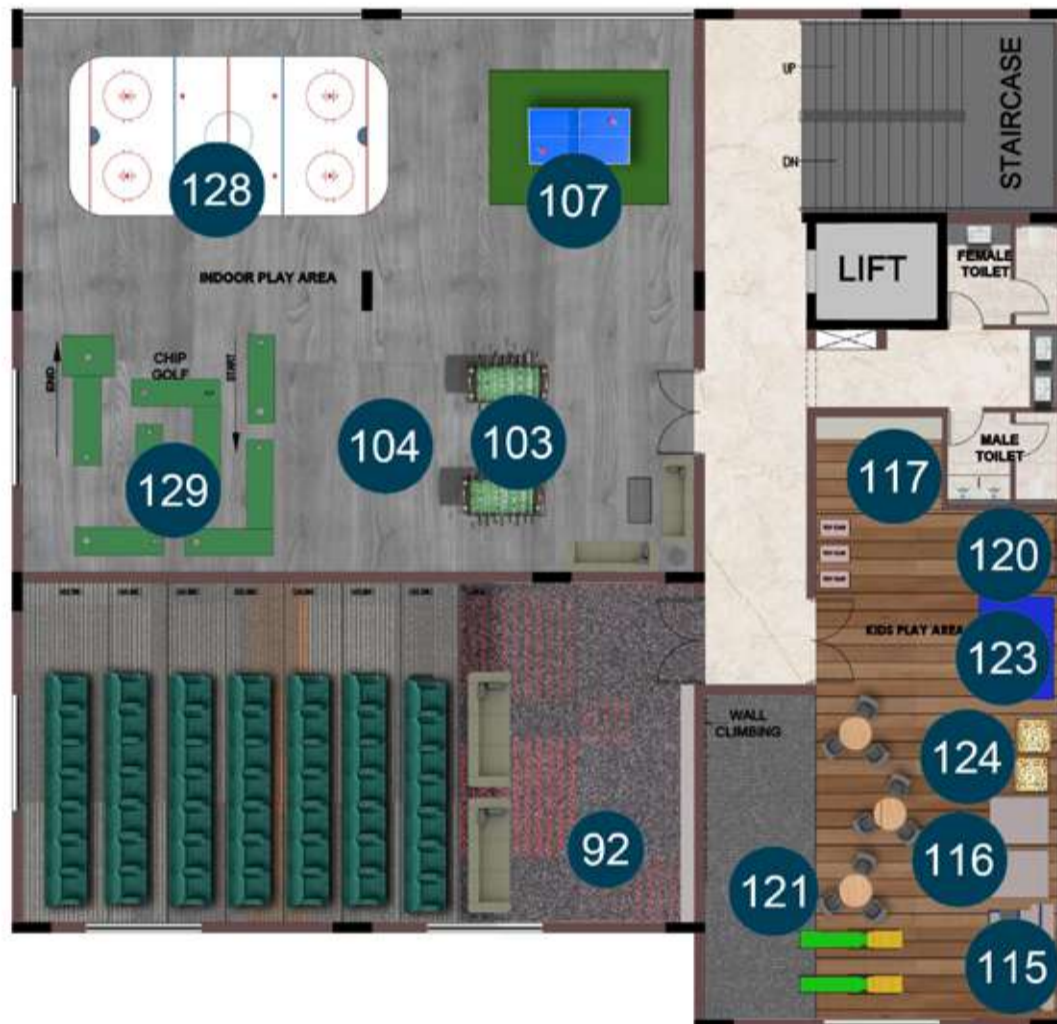 STAIRCASE
UP
DN
128
107
INDOOR PLAY AREA
LIFT
FEMALE
TOILET
CHIP
GOLF
END
START
104
103
129
117
MALE
TOILET
120
KIDS PLAY AREA
123
WALL
CLIMBING
124
92
116
121
115